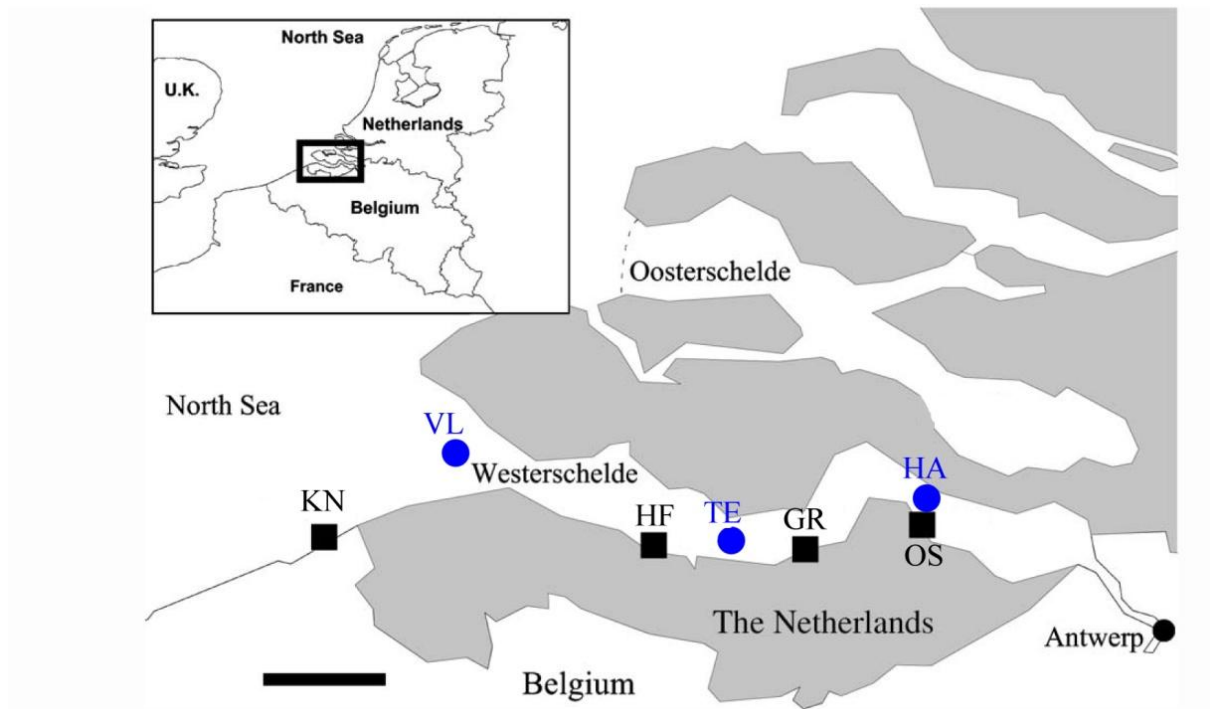 North Sea
U.K.
Netherlands
Belgium
France
Oosterschelde
North Sea
VL
Westerschelde
HA
KN
HF
TE
GR
OS
The Netherlands
Antwerp
Belgium